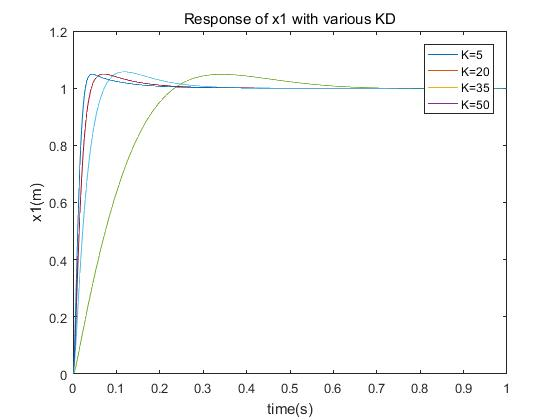 Response of x1 with various KD
1.2
1
0.8
0.6
0.4
0.2
0
x1(m)
K=5
K=20
K=35
K=50
0 0.1 0.2 0.3 0.4 0.5 0.6 0.7 0.8 0.9 1
time(s)